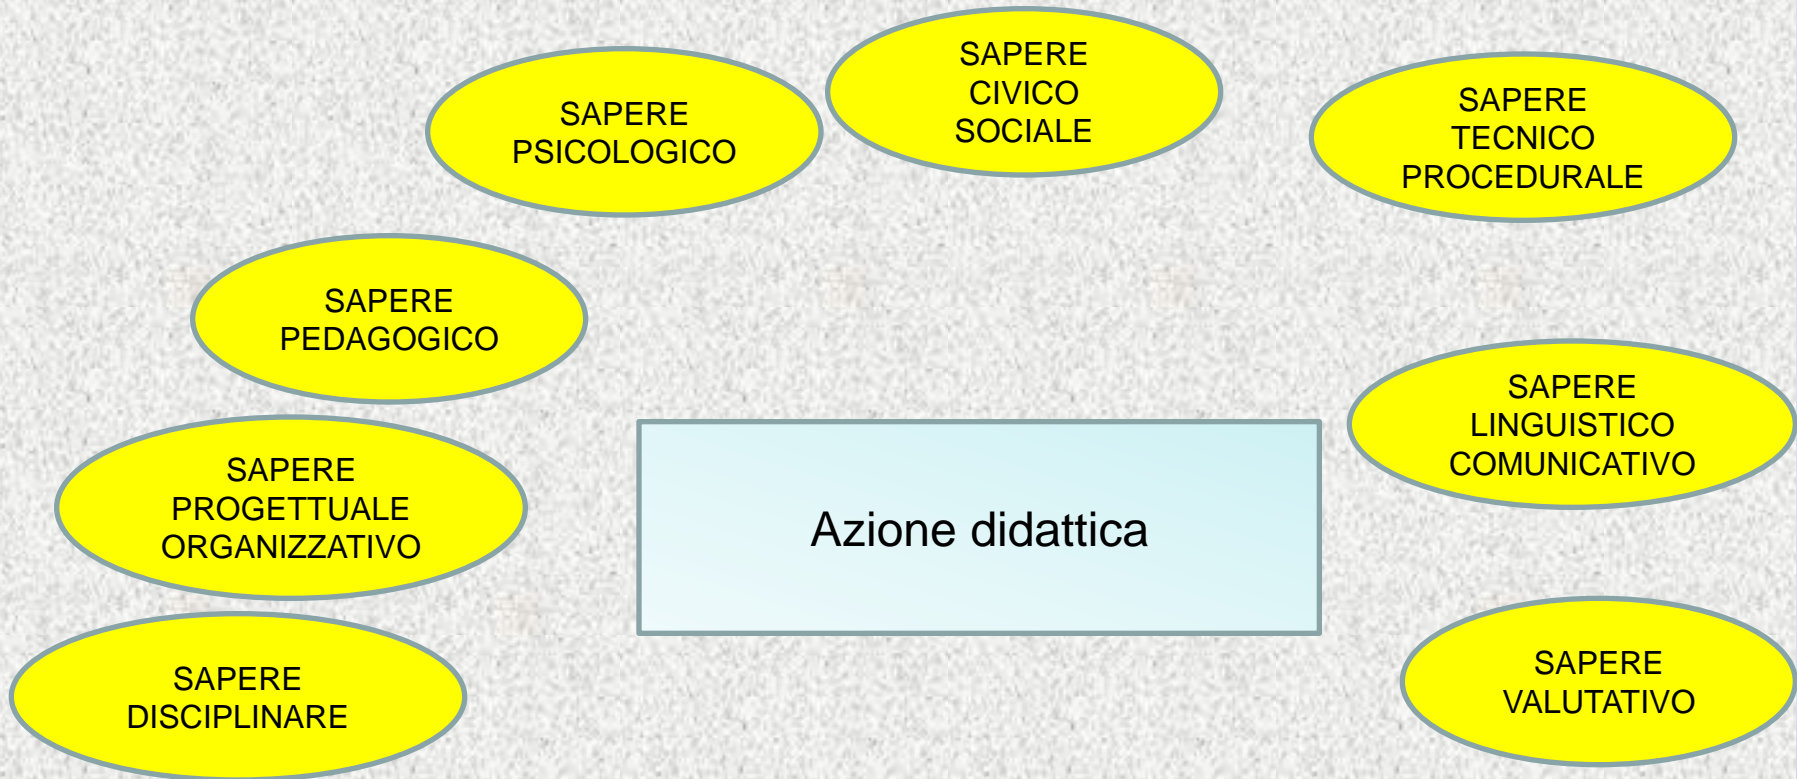 SAPERE
CIVICO
SOCIALE
SAPERE
PSICOLOGICO
SAPERE
TECNICO
PROCEDURALE
SAPERE
PEDAGOGICO
SAPERE
LINGUISTICO
COMUNICATIVO
SAPERE
PROGETTUALE
ORGANIZZATIVO
Azione didattica
SAPERE
DISCIPLINARE
SAPERE
VALUTATIVO